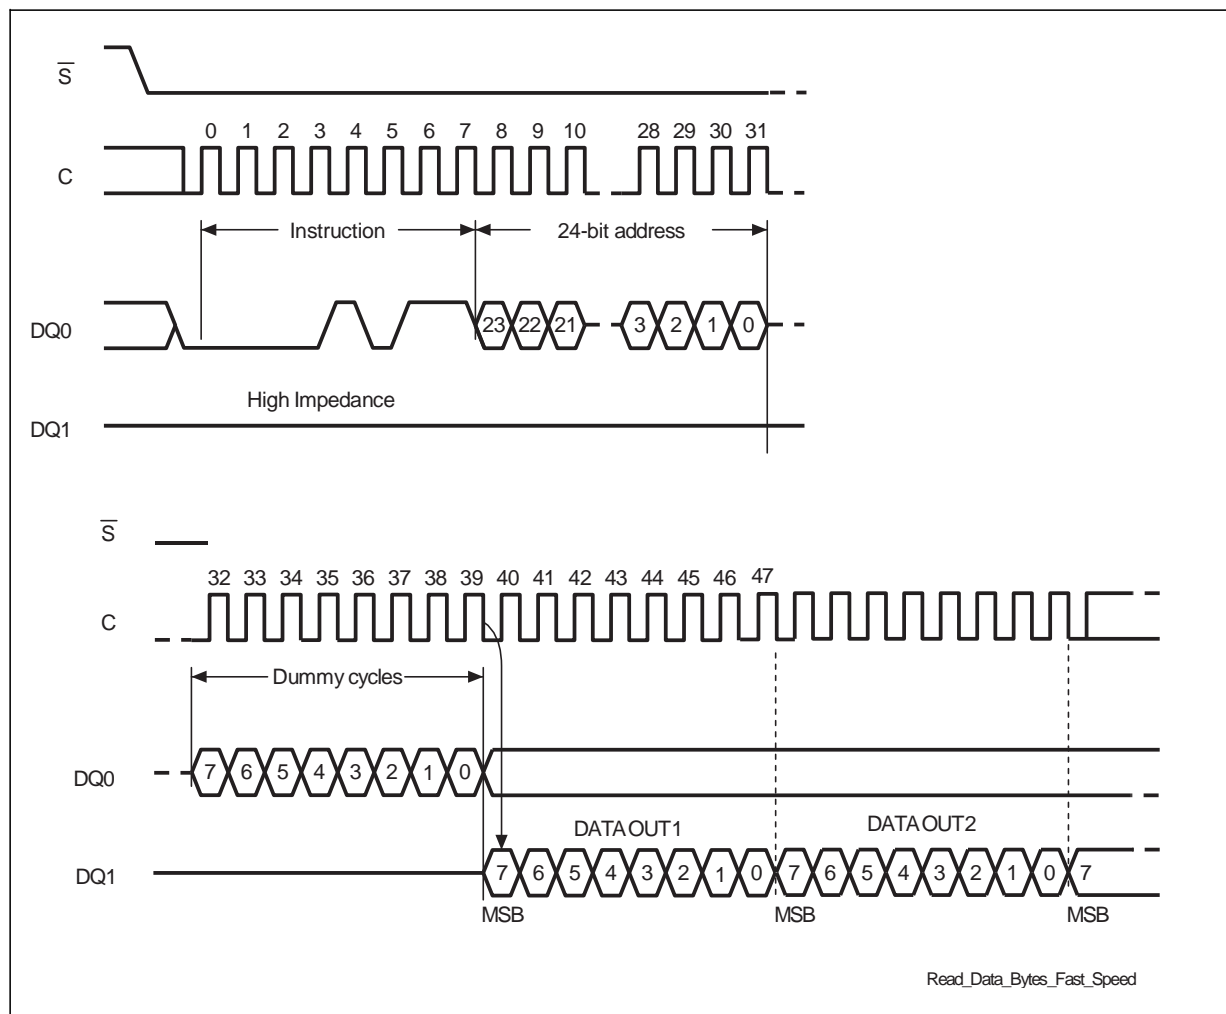 S
0 1 2 3 4 5 6 7 8 9 10 28 29 30 31
C
Instruction 24-bit address
DQ0 23 22 21 3 2 1 0
High Impedance
DQ1
S
32 33 34 35 36 37 38 39 40 41 42 43 44 45 46 47
C
Dummy cycles
DQ0 7 6 5 4 3 2 1 0
DATA OUT1 DATA OUT2
DQ1 7 6 5 4 3 2 1 0 7 6 5 4 3 2 1 0 7
MSB MSB MSB
Read_Data_Bytes_Fast_Speed